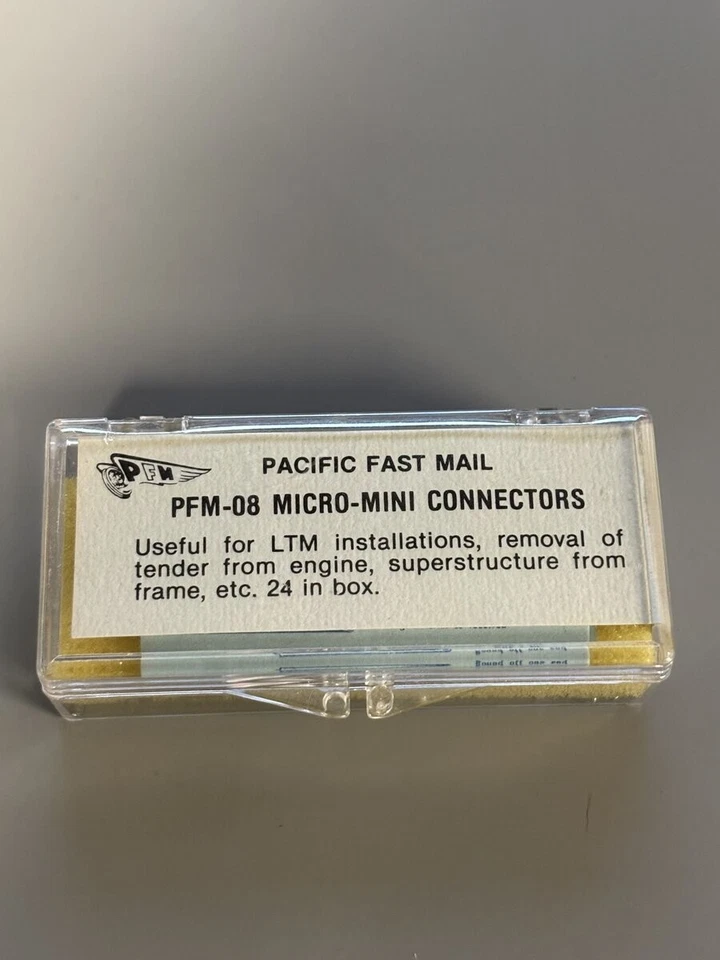 PFM
PACIFIC FAST MAIL
PFM-08 MICRO-MINI CONNECTORS
Useful for LTM installations, removal of
tender from engine, superstructure from
frame, etc. 24 in box.